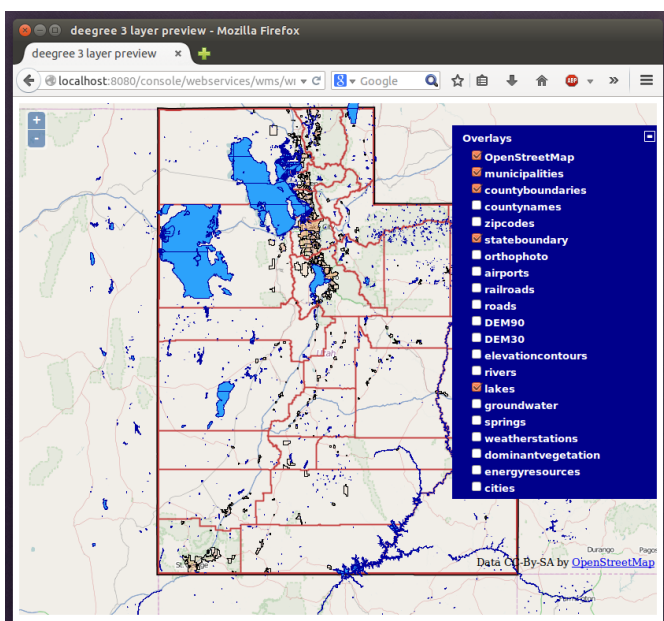 deegree 3 layer preview - Mozilla Firefox
deegree 3 layer preview
localhost:8080/console/webservices/wms/
Google
ABP
+
-
Overlays
OpenStreetMap
municipalities
countyboundaries
countynames
zipcodes
stateboundary
orthophoto
airports
railroads
roads
DEM90
DEM30
elevationcontours
rivers
lakes
groundwater
springs
weatherstations
dominantvegetation
energyresources
cities
Durango
Data CC-By-SA by OpenStreetMap